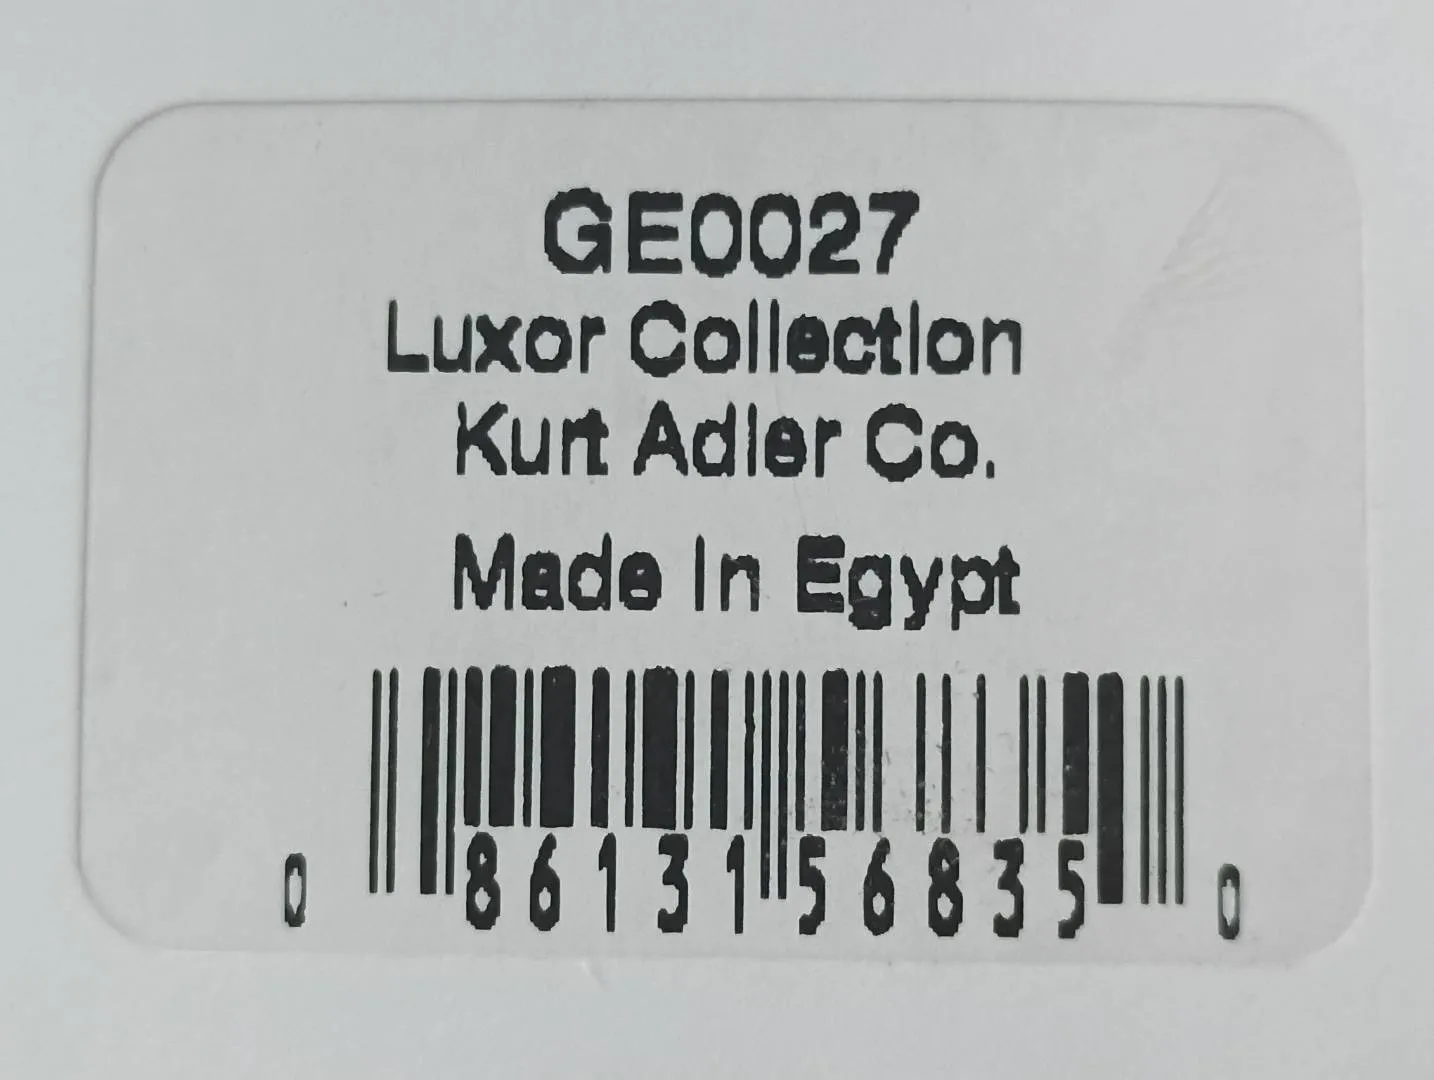 GE0027
Luxor Collection
Kurt Adler Co.
Made In Egypt
0 86131 56835 0